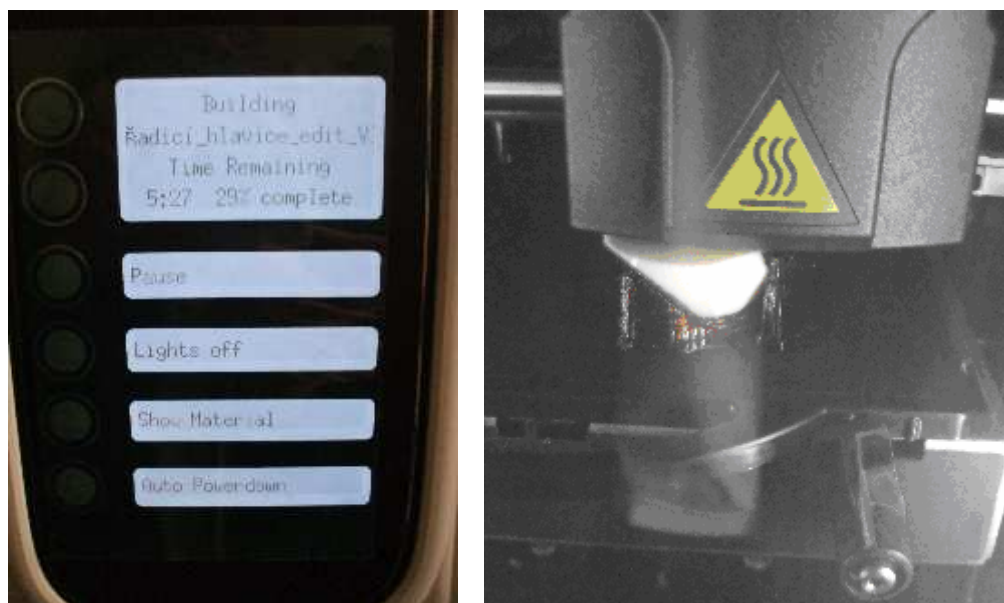 Building
Řadicí_hlavice_edit_V
Time Remaining
5:27 29% complete
Pause
Lights off
Show Material
Auto Powerdown